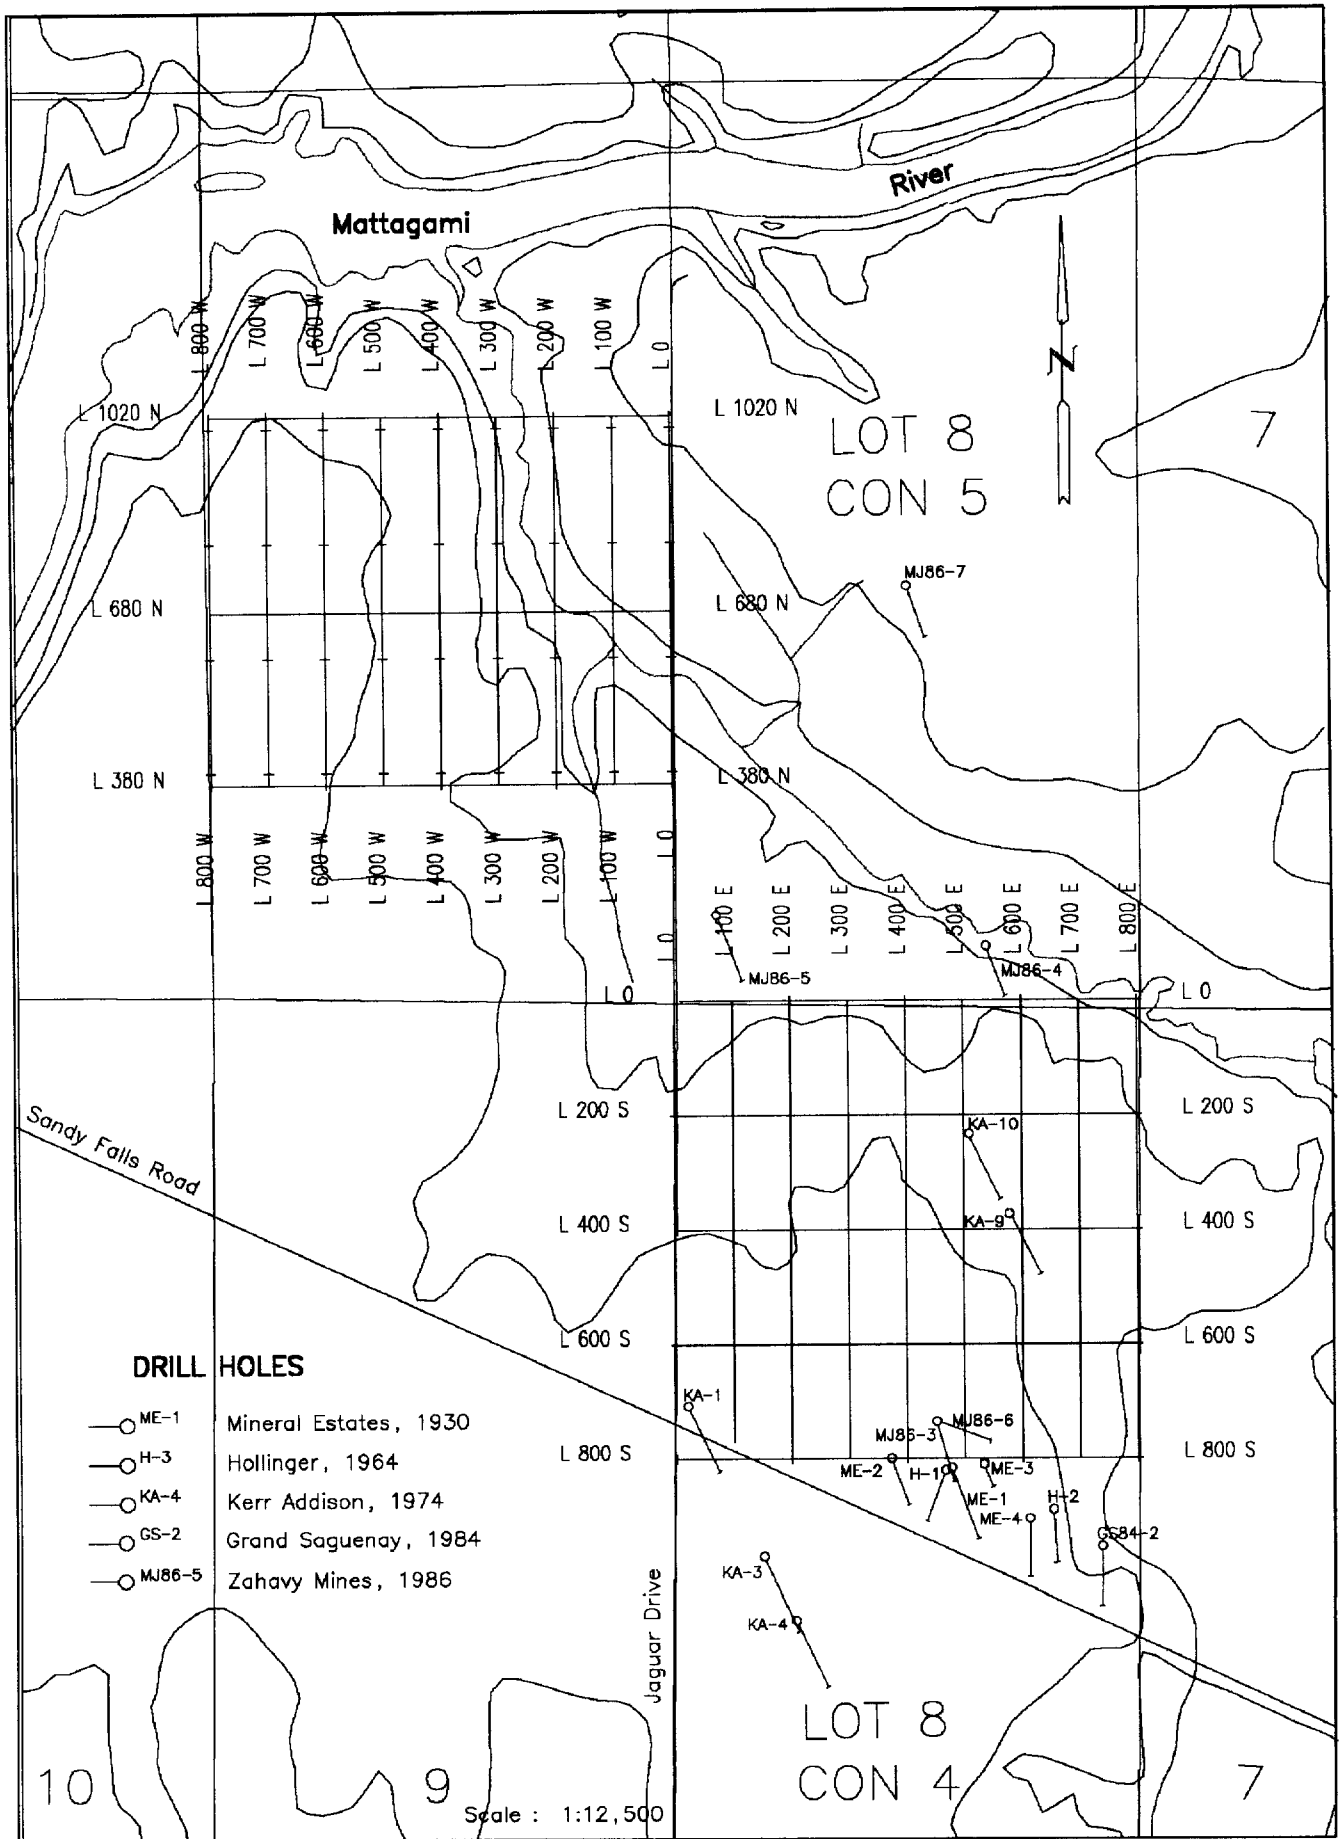 River
Mattagami
L 800 W
L 700 W
L 600 W
L 500 W
L 400 W
L 300 W
L 200 W
L 100 W
L 0
L 1020 N
L 1020 N
LOT 8
CON 5
7
N
MJ86-7
L 680 N
L 680 N
L 380 N
L 380 N
L 800 W
L 700 W
L 600 W
L 500 W
L 400 W
L 300 W
L 200 W
L 100 W
L 0
L 0
L 100 E
L 200 E
L 300 E
L 400 E
L 500 E
L 600 E
L 700 E
L 800 E
MJ86-5
MJ86-4
L 0
L 0
Sandy Falls Road
L 200 S
L 200 S
KA-10
L 400 S
KA-9
L 400 S
L 600 S
L 600 S
DRILL HOLES
ME-1 Mineral Estates, 1930
H-3 Hollinger, 1964
KA-4 Kerr Addison, 1974
GS-2 Grand Saguenay, 1984
MJ86-5 Zahavy Mines, 1986
KA-1
MJ86-6
MJ86-3
L 800 S
L 800 S
ME-2
H-1
ME-3
ME-1
H-2
ME-4
GS84-2
KA-3
KA-4
Jaguar Drive
LOT 8
CON 4
10
9
7
Scale : 1:12,500